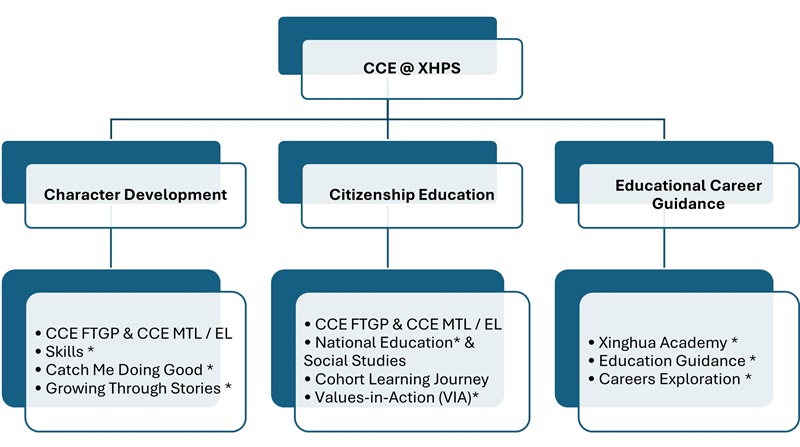 CCE @ XHPS
Character Development
• CCE FTGP & CCE MTL / EL
• Skills *
• Catch Me Doing Good *
• Growing Through Stories *
Citizenship Education
• CCE FTGP & CCE MTL / EL
• National Education* &
Social Studies
• Cohort Learning Journey
• Values-in-Action (VIA)*
Educational Career
Guidance
• Xinghua Academy *
• Education Guidance *
• Careers Exploration *